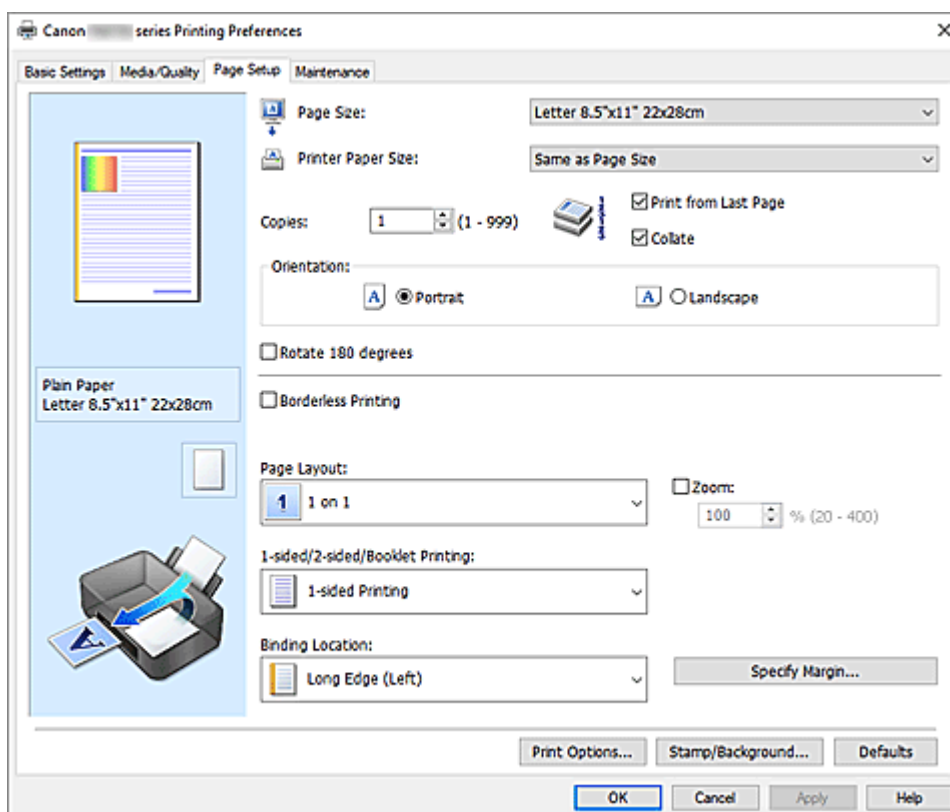 Canon series Printing Preferences
Basic Settings Media/Quality Page Setup Maintenance
Page Size: Letter 8.5"x11" 22x28cm
Printer Paper Size: Same as Page Size
Copies: 1 (1 - 999)
Print from Last Page
Collate
Orientation:
A Portrait A Landscape
Rotate 180 degrees
Plain Paper
Letter 8.5"x11" 22x28cm
Borderless Printing
Page Layout:
1 1 on 1
Zoom:
100 % (20 - 400)
1-sided/2-sided/Booklet Printing:
1-sided Printing
A
Binding Location:
Long Edge (Left) Specify Margin...
Print Options... Stamp/Background... Defaults
OK Cancel Apply Help